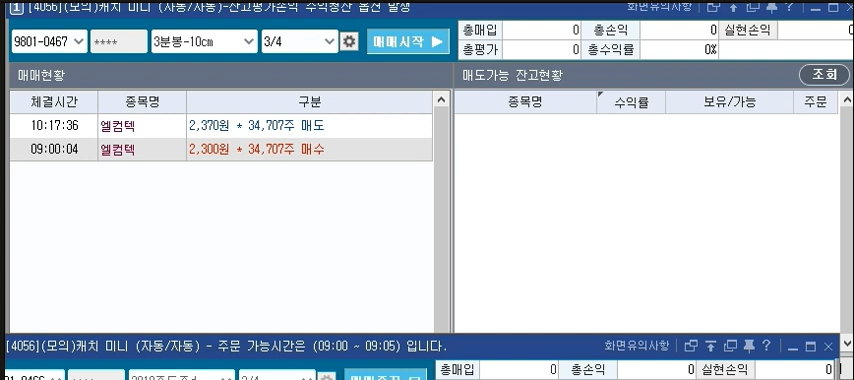 1 [4056](모의)캐치 미니 (자동/자동)-잔고평가손익 수익청산 옵션 발생 화면유의사항 ?
9801-0467 **** 3분봉-10cm 3/4 매매시작 ▶
총매입 0 총손익 0 실현손익 0
총평가 0 총수익률 0%
매매현황
매도가능 잔고현황 조회
체결시간 종목명 구분
종목명 수익률 보유/가능 주문
10:17:36 엘컴텍 2,370원 * 34,707주 매도
09:00:04 엘컴텍 2,300원 * 34,707주 매수
[4056](모의)캐치 미니 (자동/자동) - 주문 가능시간은 (09:00 ~ 09:05) 입니다. 화면유의사항 ?
총매입 0 총손익 0 실현손익 0
3/4